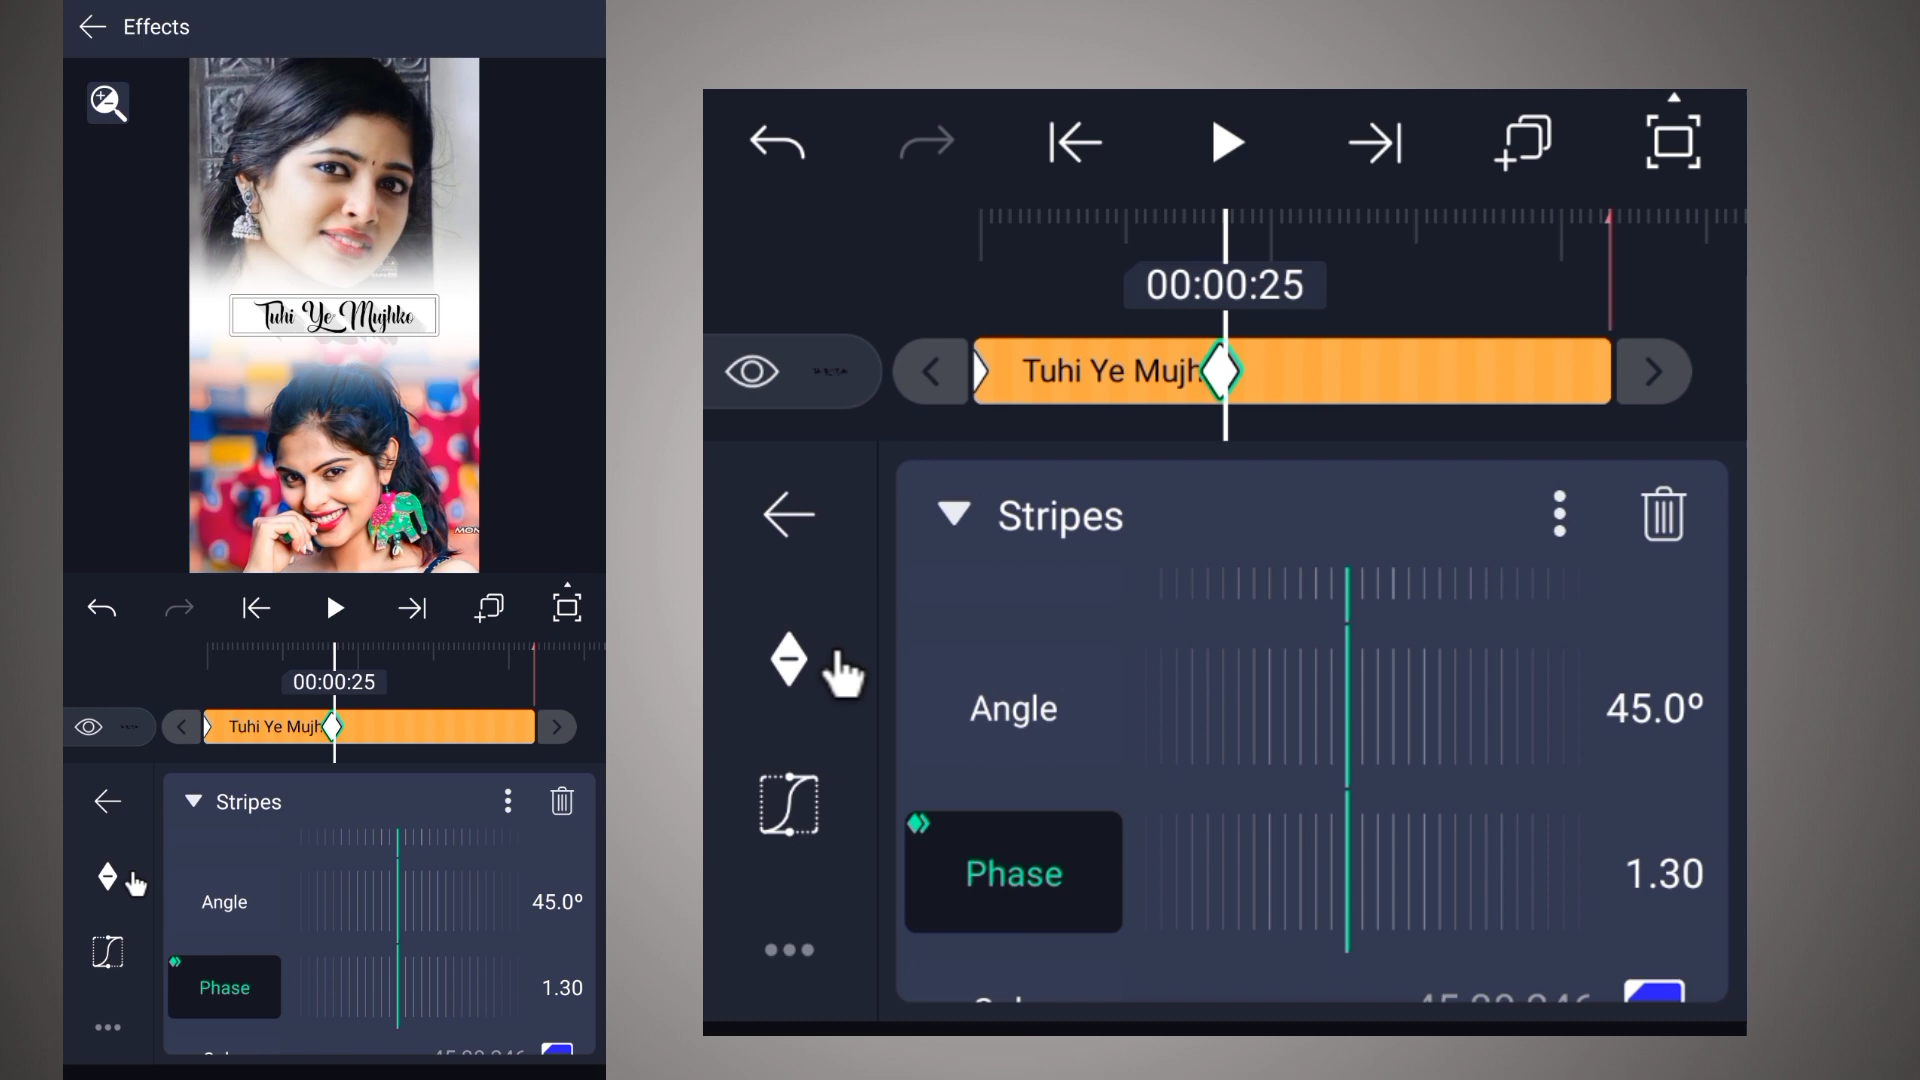 Effects
Tuhi Ye Mujhko
00:00:25
Tuhi Ye Mujh
Stripes
Angle
45.0º
Phase
1.30
00:00:25
Tuhi Ye Mujh
Stripes
Angle
45.0º
Phase
1.30